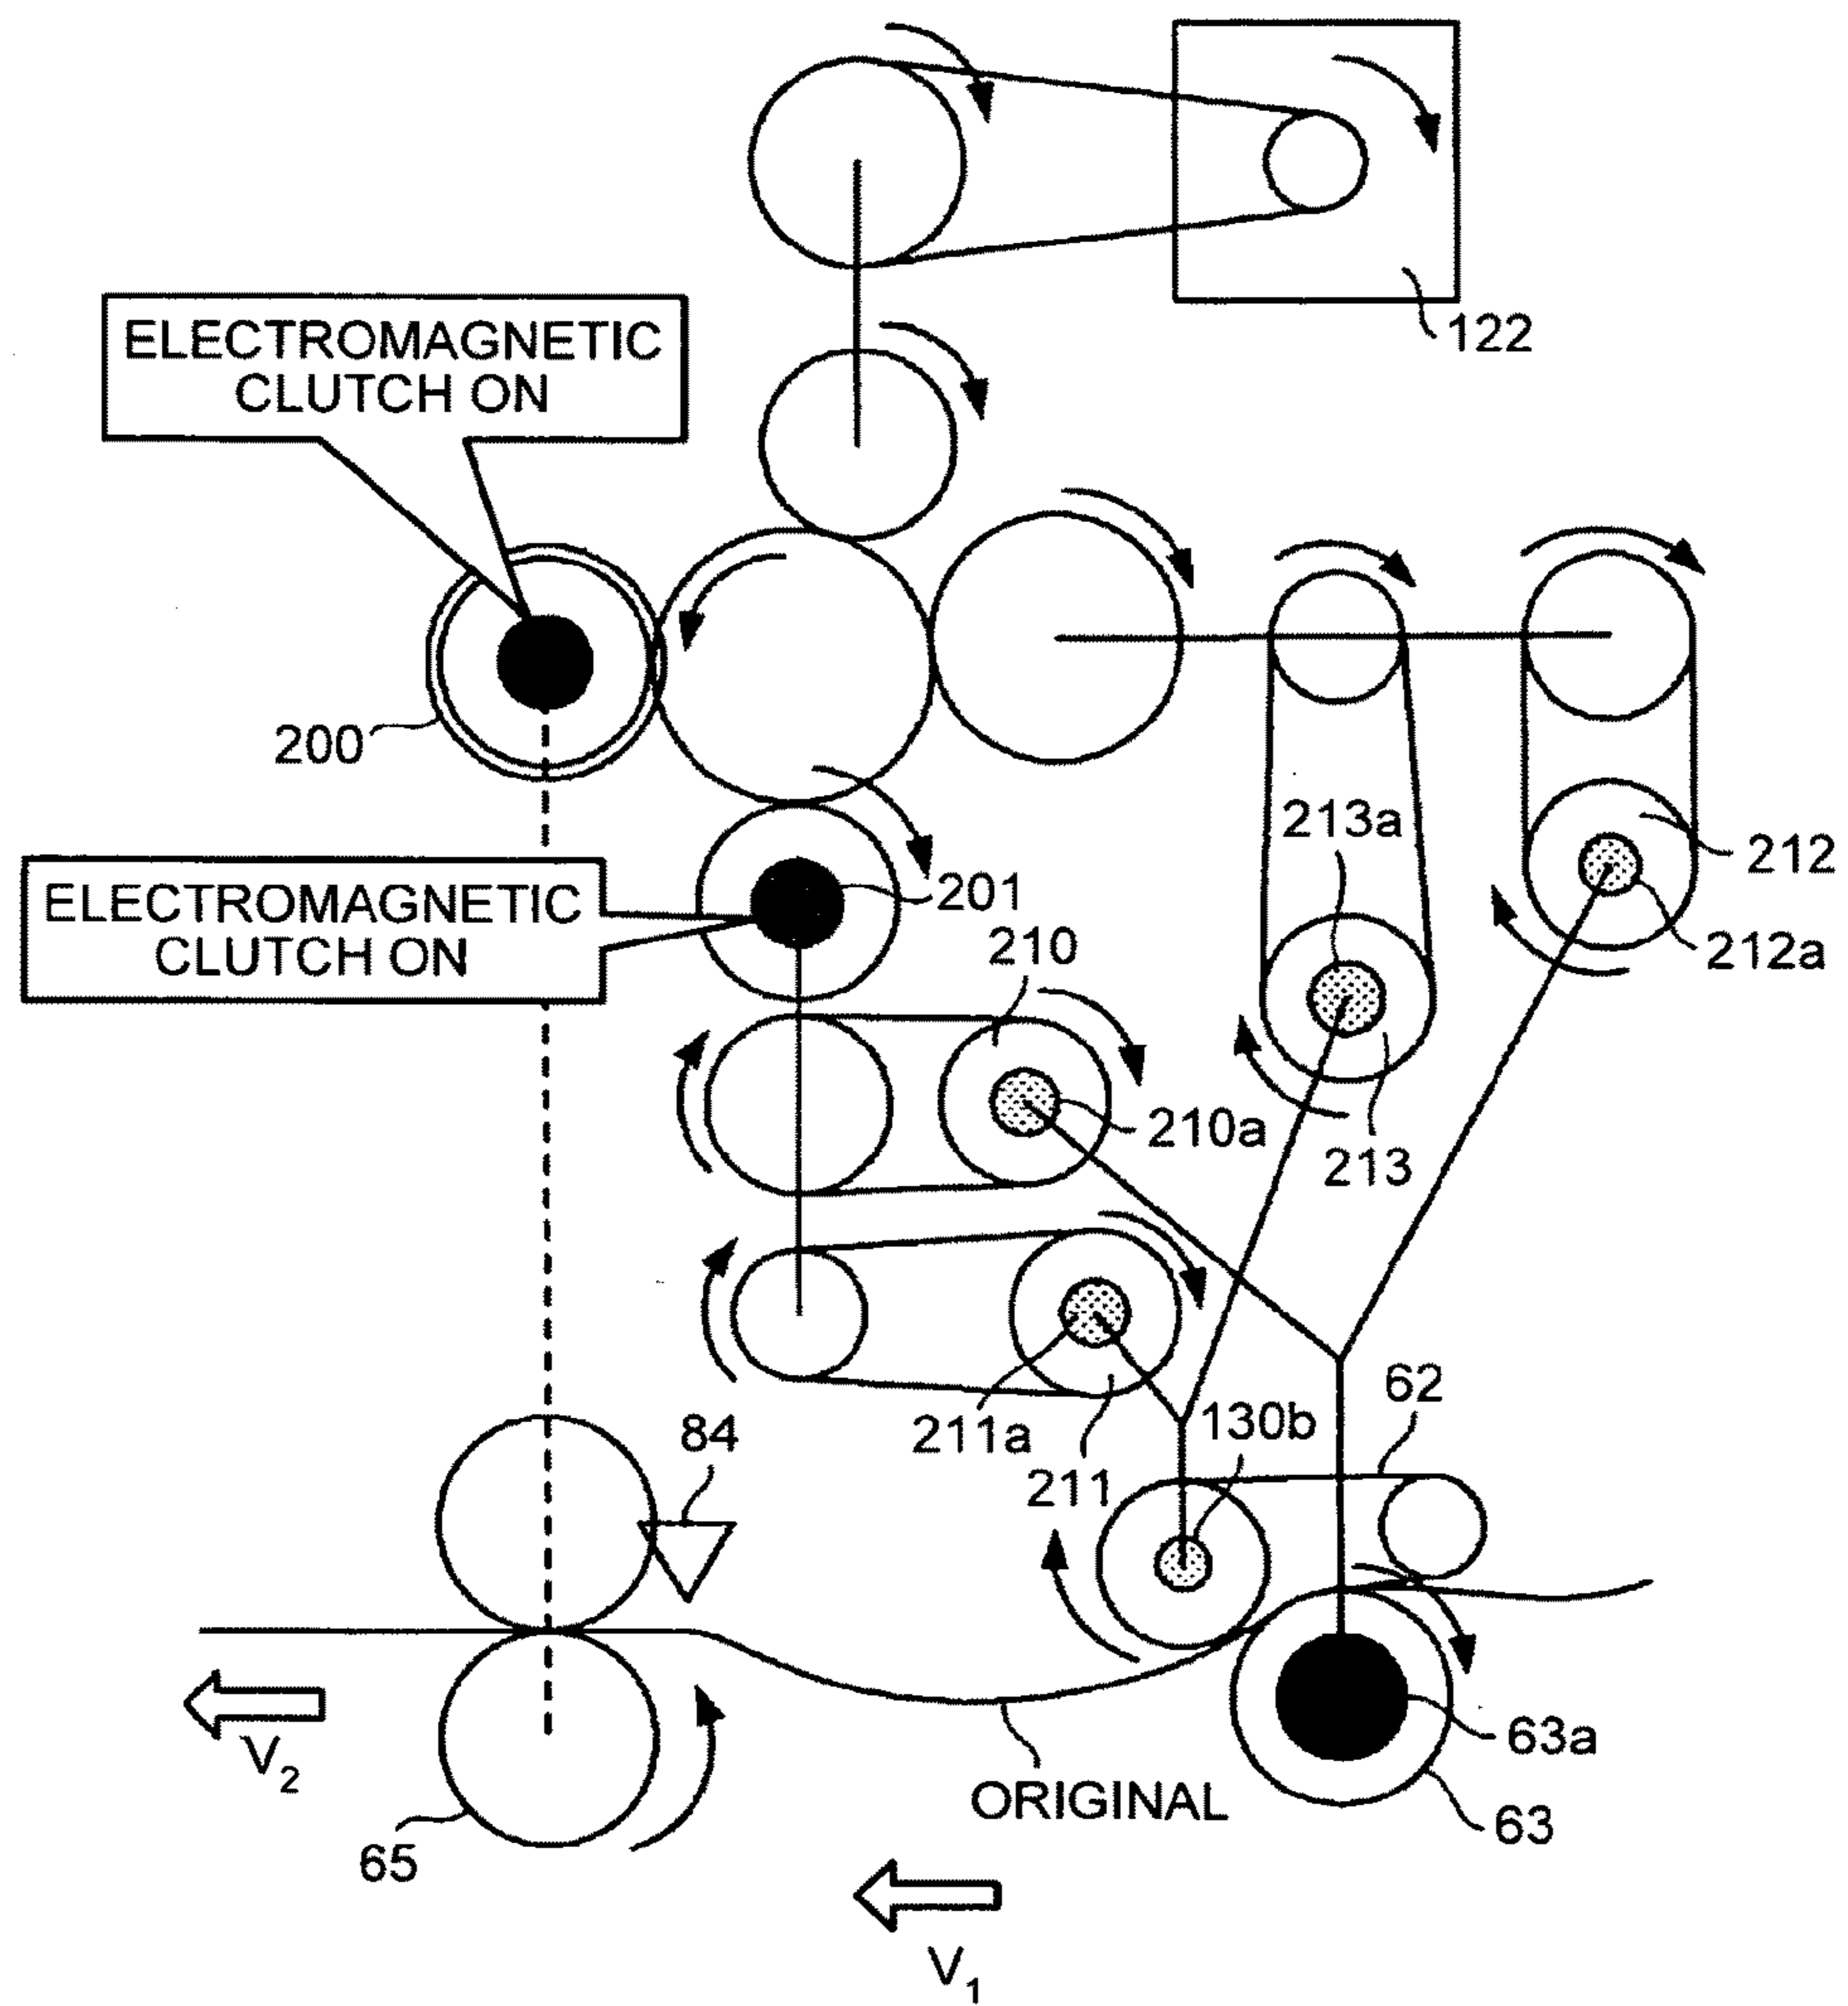 122
ELECTROMAGNETIC
CLUTCH ON
200
213a
212
ELECTROMAGNETIC
CLUTCH ON
201
210
212a
210a
213
62
84
211a
130b
211
V2
63a
ORIGINAL
63
65
V1